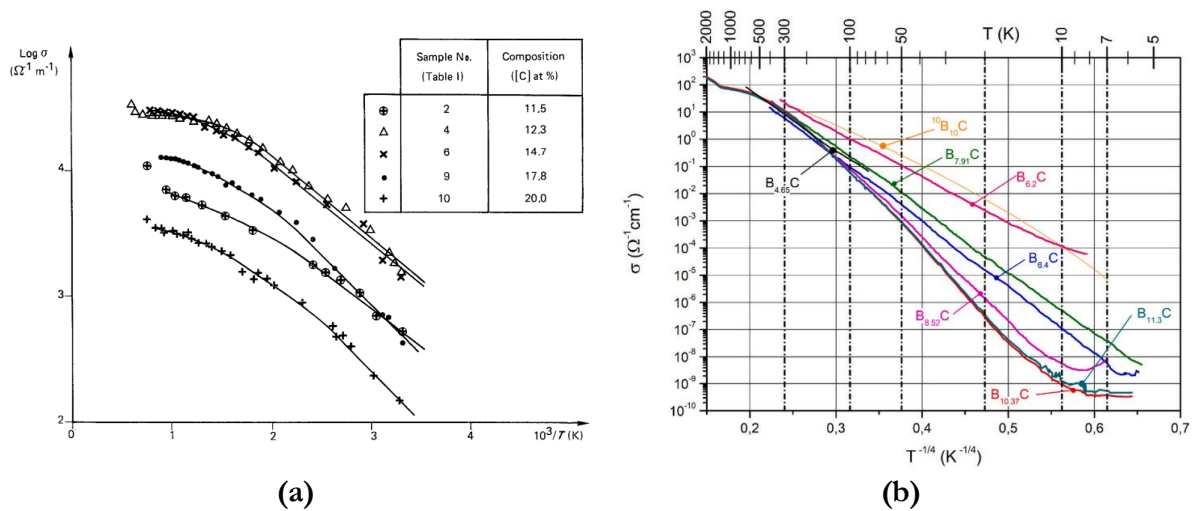 Log σ
(Ω⁻¹ m⁻¹)
4
3
2
0
1
2
3
4
10³/T (K)
Sample No.
(Table I)
Composition
([C] at %)
⊕ 2 11.5
△ 4 12.3
× 6 14.7
• 9 17.8
+ 10 20.0
(a)
2000
1000
500
300
100
50
T (K)
10
7
5
σ (Ω⁻¹cm⁻¹)
10³
10²
10¹
10⁰
10⁻¹
10⁻²
10⁻³
10⁻⁴
10⁻⁵
10⁻⁶
10⁻⁷
10⁻⁸
10⁻⁹
10⁻¹⁰
¹⁰B₁₀C
B₇.₉₁C
B₄.₆₅C
B₆.₂C
B₆.₄C
B₈.₅₂C
B₁₁.₃C
B₁₀.₃₇C
0,2
0,3
0,4
0,5
0,6
0,7
T⁻¹/⁴ (K⁻¹/⁴)
(b)